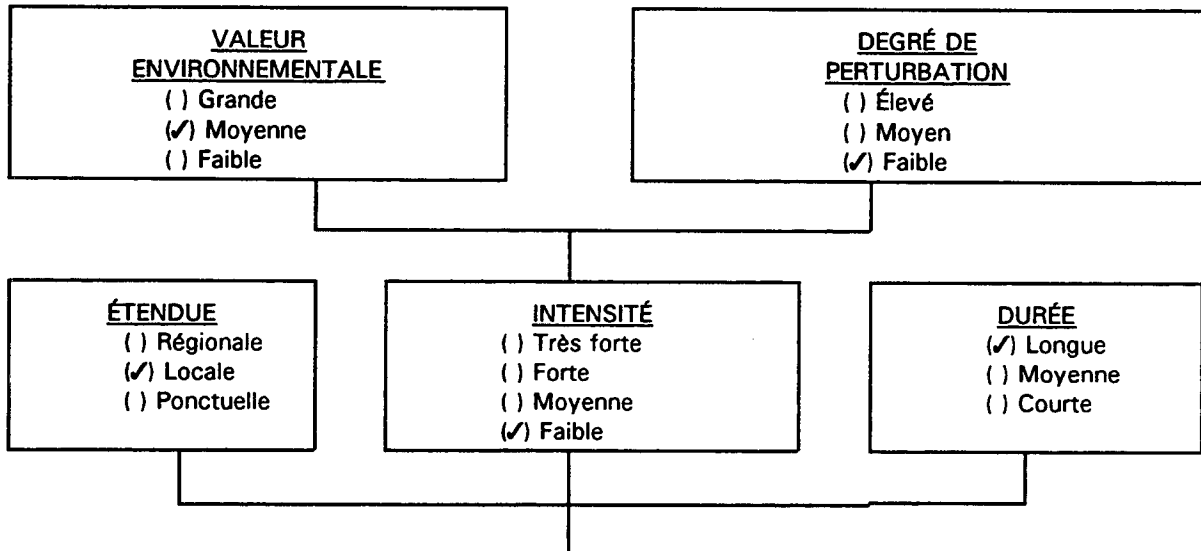 VALEUR
ENVIRONNEMENTALE
( ) Grande
(✓) Moyenne
( ) Faible
DEGRÉ DE
PERTURBATION
( ) Élevé
( ) Moyen
(✓) Faible
ÉTENDUE
( ) Régionale
(✓) Locale
( ) Ponctuelle
INTENSITÉ
( ) Très forte
( ) Forte
( ) Moyenne
(✓) Faible
DURÉE
(✓) Longue
( ) Moyenne
( ) Courte